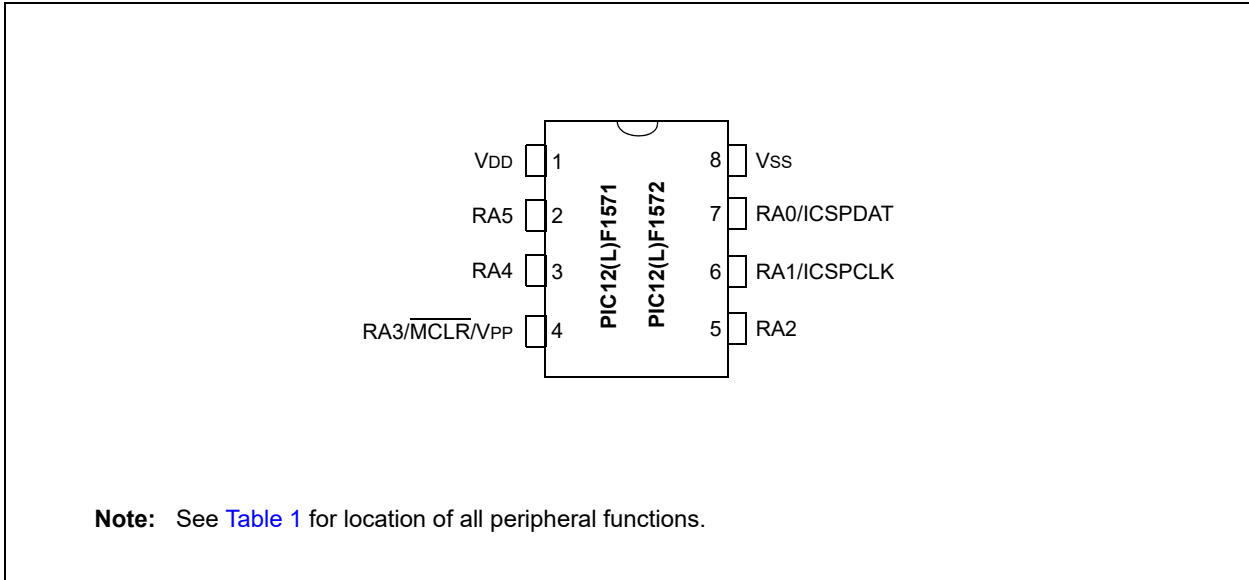 VDD 1 8 VSS
RA5 2 7 RA0/ICSPDAT
RA4 3 6 RA1/ICSPCLK
RA3/MCLR/VPP 4 5 RA2
PIC12(L)F1571
PIC12(L)F1572
Note: See Table 1 for location of all peripheral functions.